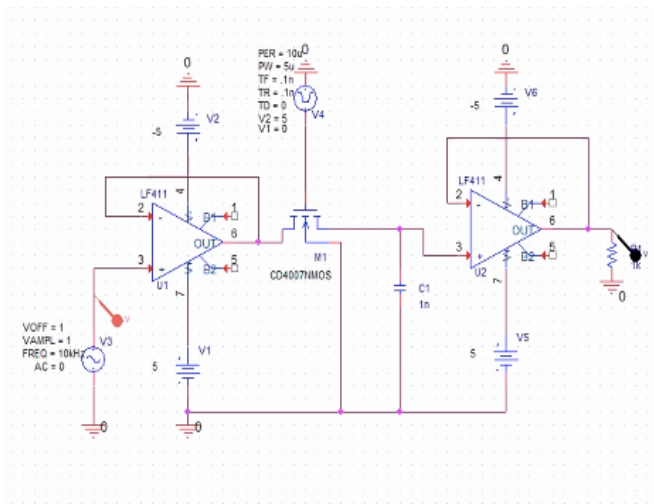 0
PER = 10u
PW = 5u
TF = .1n
TR = .1n
TD = 0
V2 = 5
V1 = 0
0
V4
0
V6
-5
V2
-5
LF411
4
2
-
B1
1
OUT
6
3
+
B2
5
U1
7
M1
CD4007NMOS
LF411
4
2
-
B1
1
OUT
6
3
+
B2
5
U2
7
1k
0
V
C1
1n
V
VOFF = 1
VAMPL = 1
FREQ = 10kHz
AC = 0
V3
0
V1
5
0
V5
5